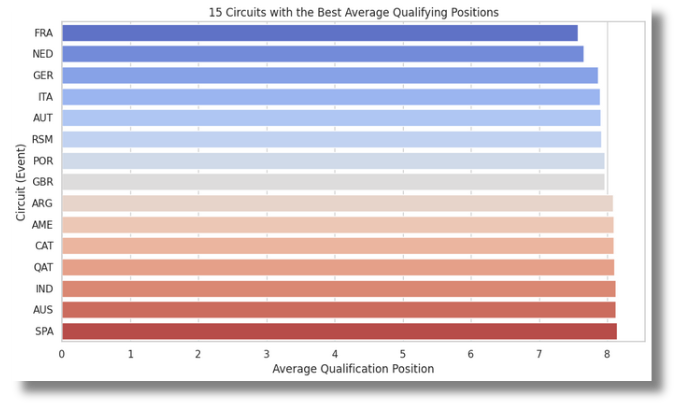 15 Circuits with the Best Average Qualifying Positions
Circuit (Event)
FRA
NED
GER
ITA
AUT
RSM
POR
GBR
ARG
AME
CAT
QAT
IND
AUS
SPA
0 1 2 3 4 5 6 7 8
Average Qualification Position